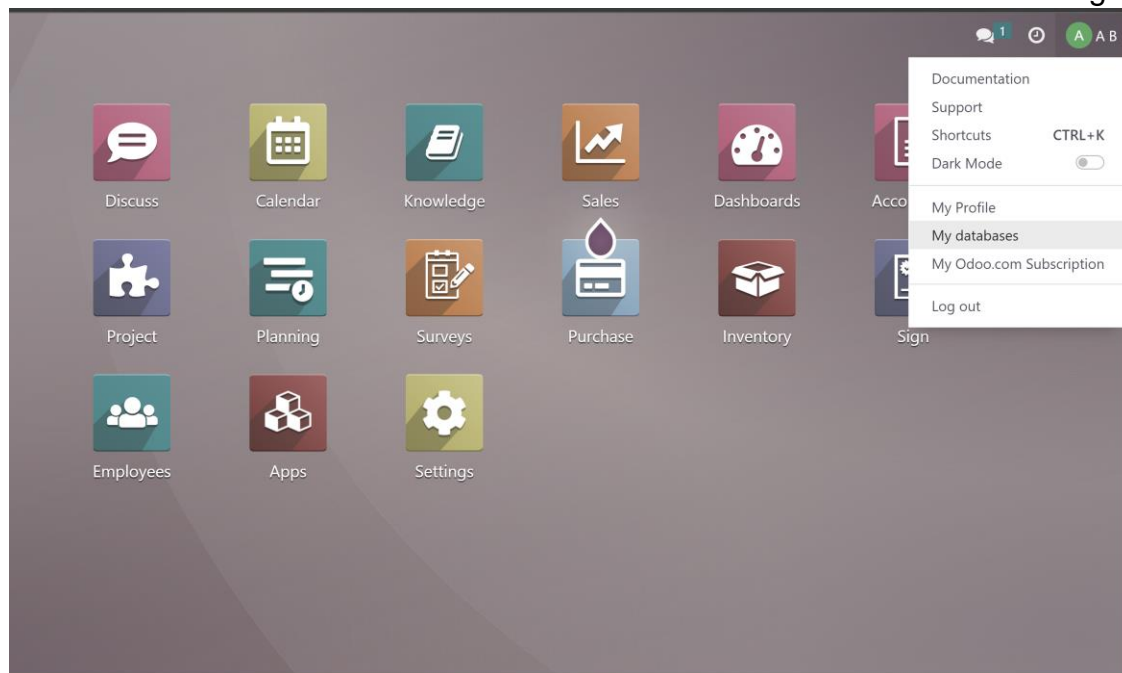 1
A
A B
Documentation
Support
Shortcuts CTRL+K
Dark Mode
My Profile
My databases
My Odoo.com Subscription
Log out
Discuss
Calendar
Knowledge
Sales
Dashboards
Acco
Project
Planning
Surveys
Purchase
Inventory
Sign
Employees
Apps
Settings